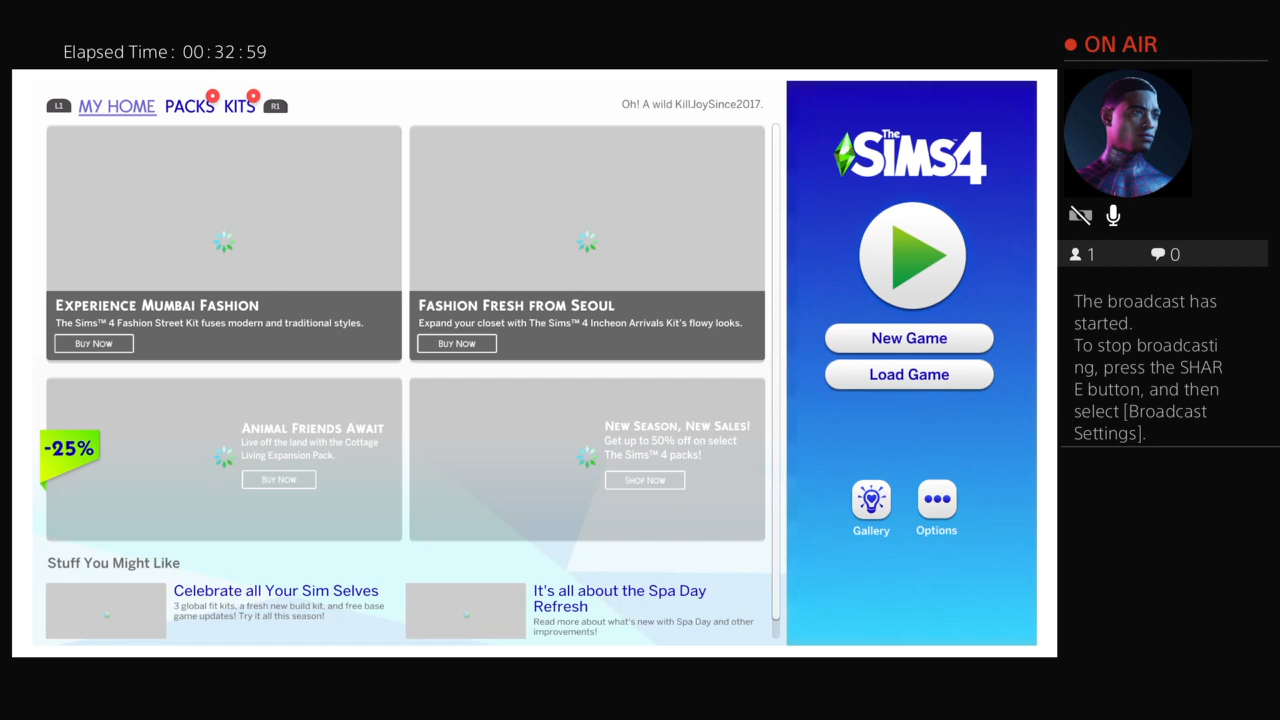 Elapsed Time: 00:32:59
ON AIR
L1 MY HOME PACKS KITS R1
Oh! A wild KillJoySince2017.
EXPERIENCE MUMBAI FASHION
The Sims™ 4 Fashion Street Kit fuses modern and traditional styles.
BUY NOW
FASHION FRESH FROM SEOUL
Expand your closet with The Sims™ 4 Incheon Arrivals Kit's flowy looks.
BUY NOW
-25%
ANIMAL FRIENDS AWAIT
Live off the land with the Cottage
Living Expansion Pack.
BUY NOW
NEW SEASON, NEW SALES!
Get up to 50% off on select
The Sims™ 4 packs!
SHOP NOW
Stuff You Might Like
Celebrate all Your Sim Selves
3 global fit kits, a fresh new build kit, and free base
game updates! Try it all this season!
It's all about the Spa Day
Refresh
Read more about what's new with Spa Day and other
improvements!
The SIMS™4
New Game
Load Game
Gallery
Options
1
0
The broadcast has
started.
To stop broadcasti
ng, press the SHAR
E button, and then
select [Broadcast
Settings].